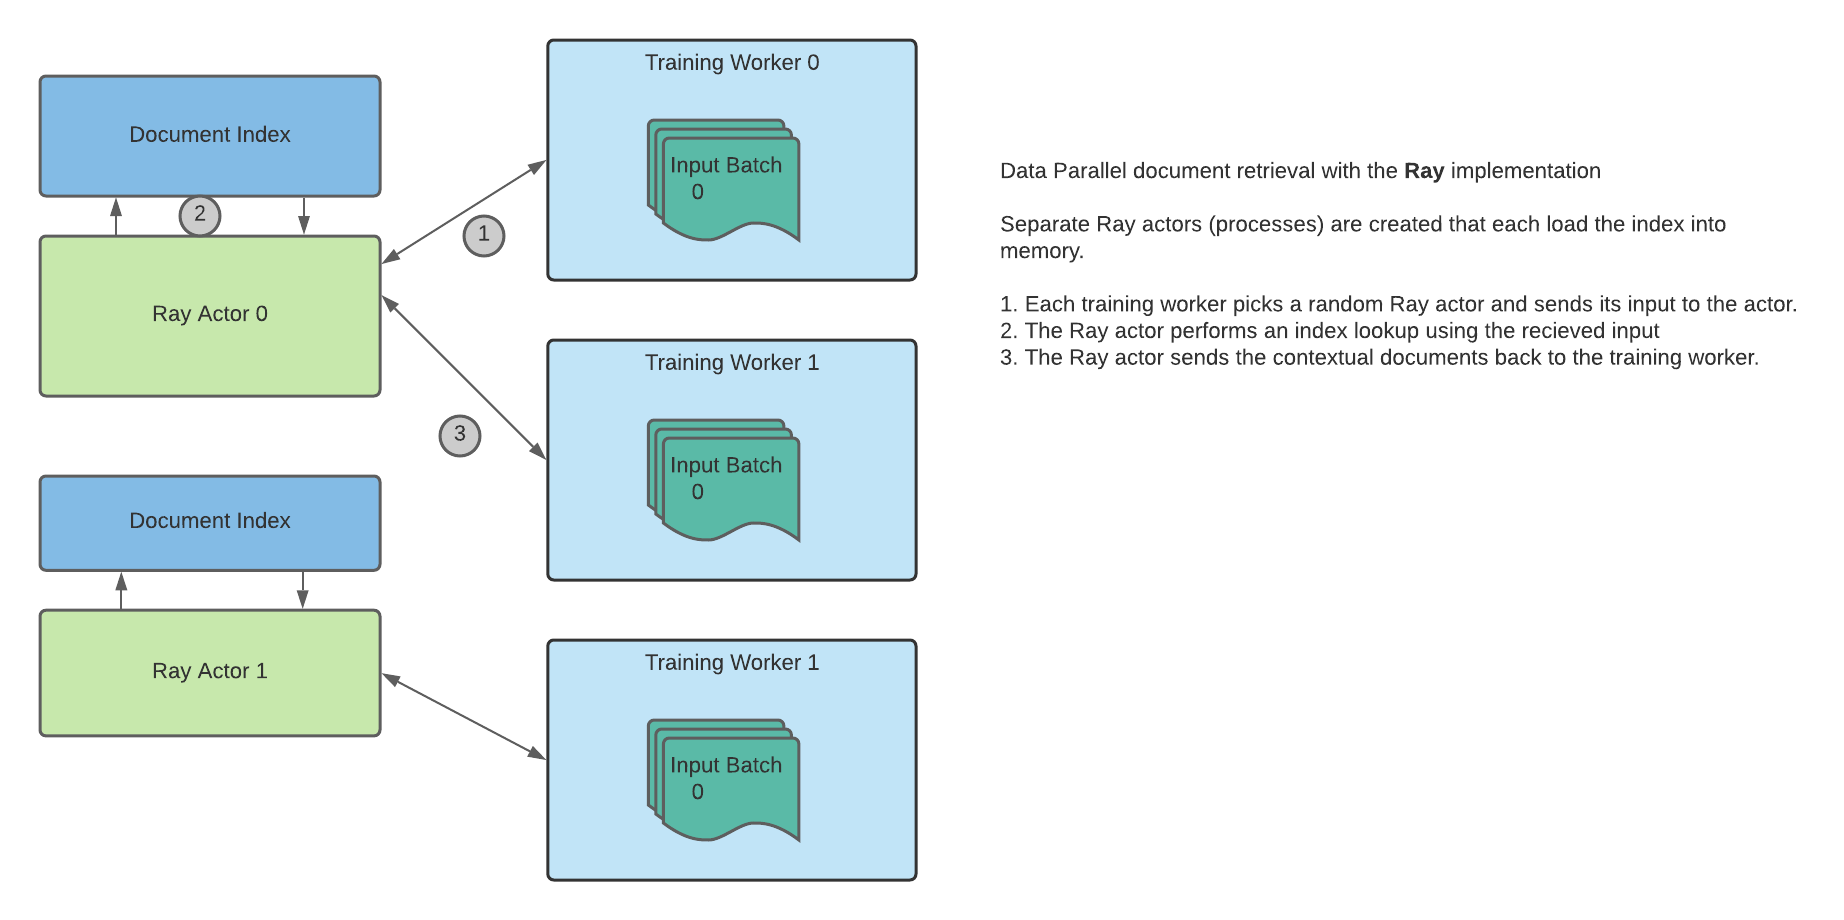 Document Index
2
Ray Actor 0
1
3
Document Index
Ray Actor 1
Training Worker 0
Input Batch
0
Training Worker 1
Input Batch
0
Training Worker 1
Input Batch
0
Data Parallel document retrieval with the Ray implementation
Separate Ray actors (processes) are created that each load the index into
memory.
1. Each training worker picks a random Ray actor and sends its input to the actor.
2. The Ray actor performs an index lookup using the recieved input
3. The Ray actor sends the contextual documents back to the training worker.